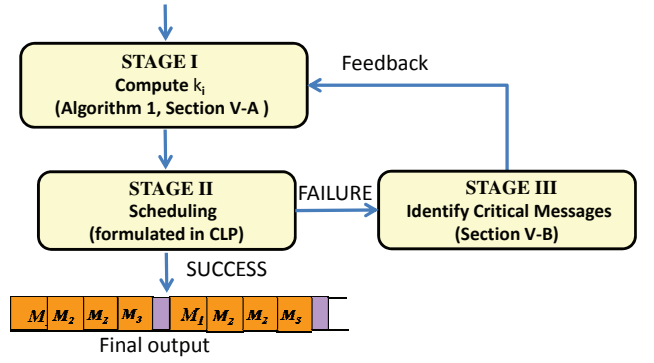 STAGE I
Compute ki
(Algorithm 1, Section V-A )
Feedback
STAGE II
Scheduling
(formulated in CLP)
FAILURE
STAGE III
Identify Critical Messages
(Section V-B)
SUCCESS
M M2 M2 M3 M1 M2 M2 M3
Final output